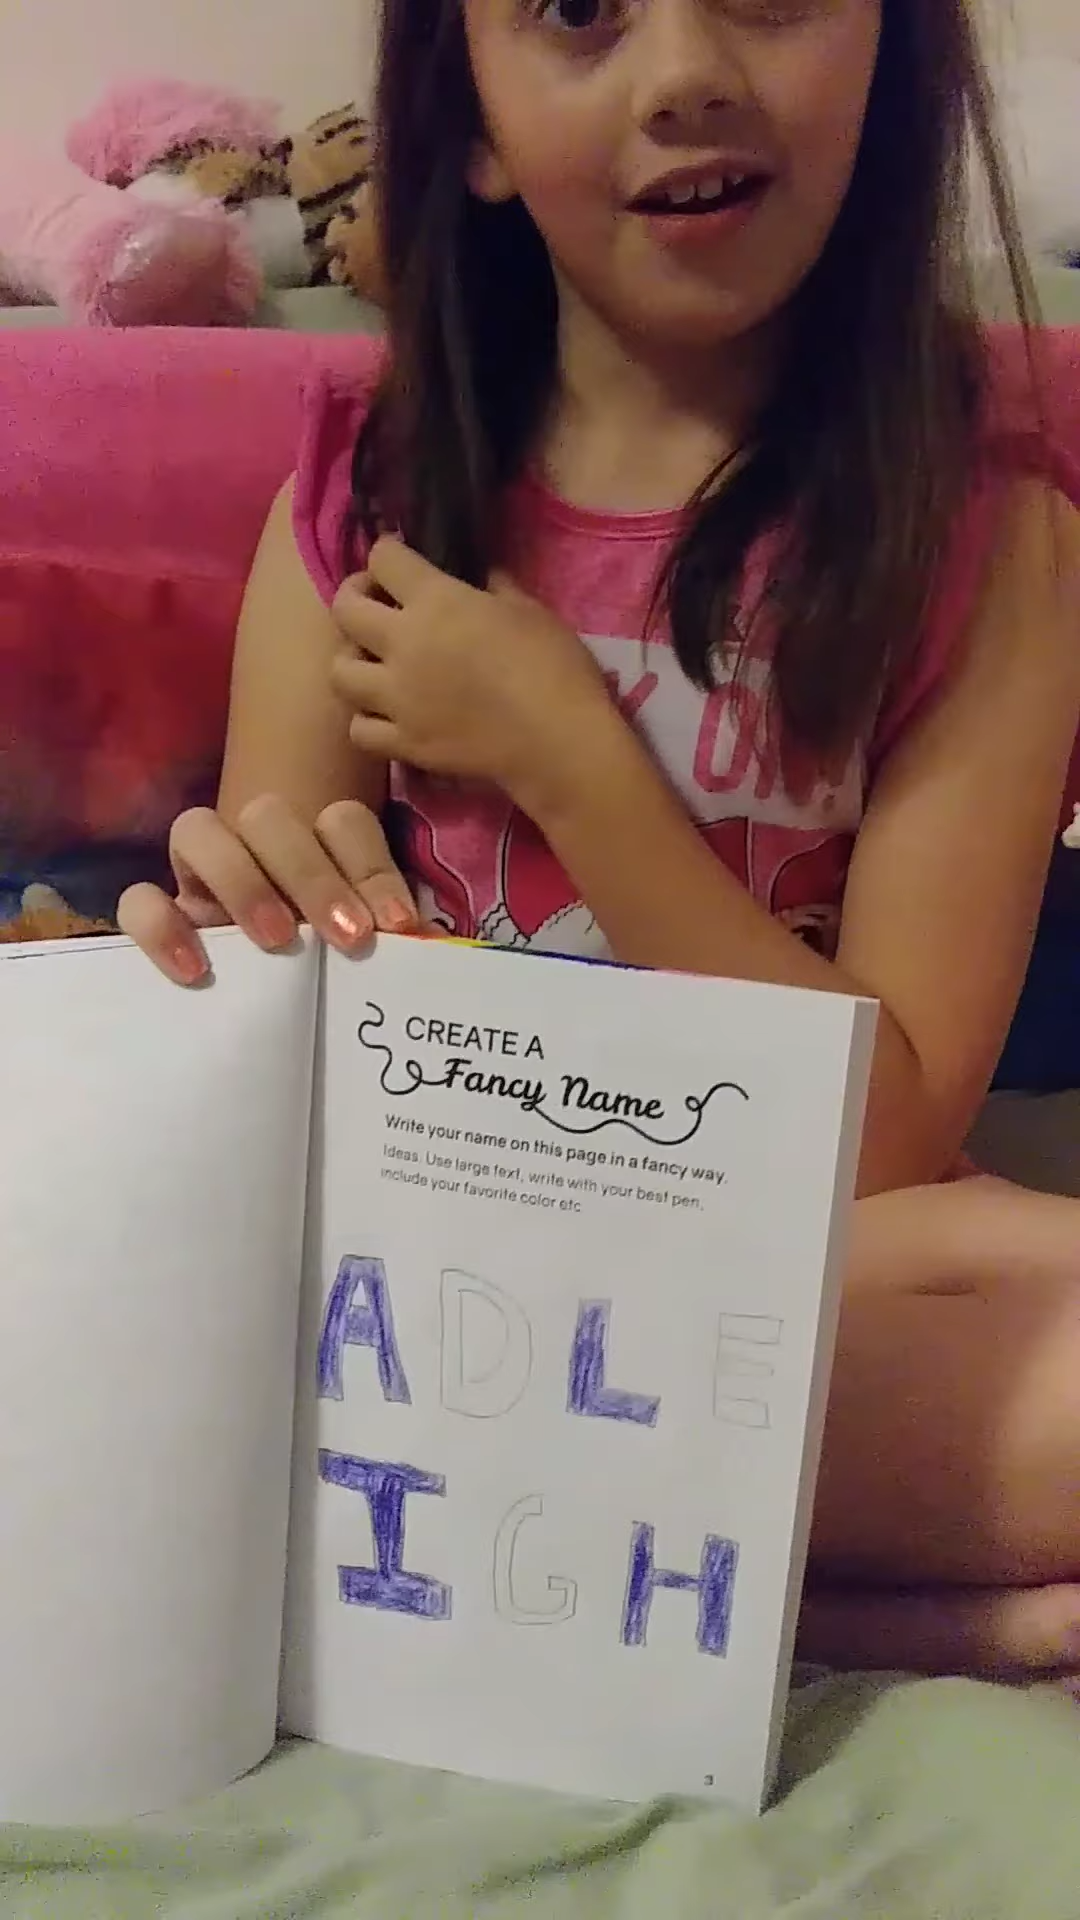 CREATE A
Fancy Name
Write your name on this page in a fancy way.
Ideas: Use large text, write with your best pen,
include your favorite color etc
ADLE
IGH
3